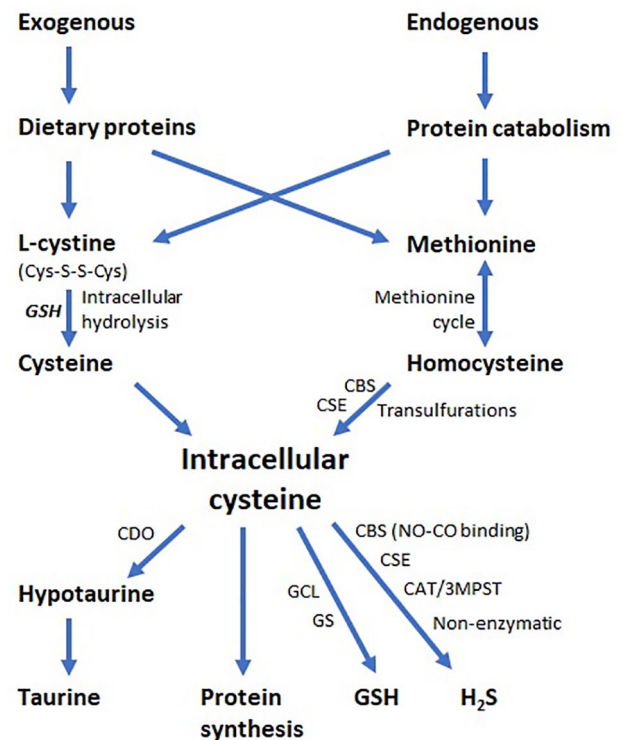 Exogenous
Endogenous
Dietary proteins
Protein catabolism
L-cystine
(Cys-S-S-Cys)
Methionine
GSH
Intracellular
hydrolysis
Methionine
cycle
Cysteine
Homocysteine
CBS
CSE
Transulfurations
Intracellular
cysteine
CDO
CBS (NO-CO binding)
CSE
CAT/3MPST
Non-enzymatic
GCL
GS
Hypotaurine
Taurine
Protein
synthesis
GSH
H₂S